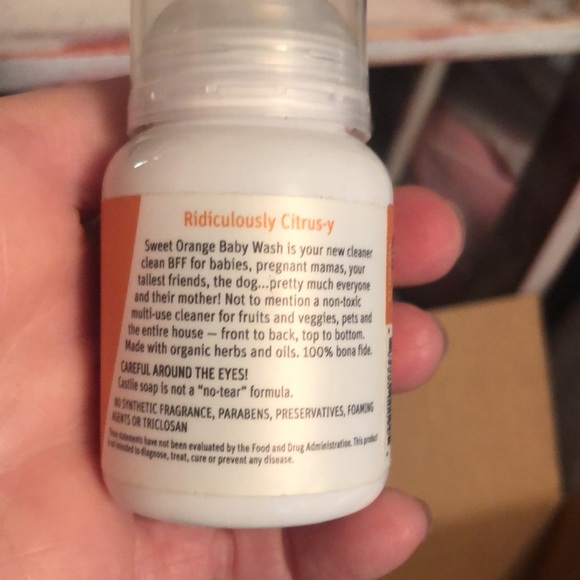 Ridiculously Citrus-y
Sweet Orange Baby Wash is your new cleaner
clean BFF for babies, pregnant mamas, your
tallest friends, the dog...pretty much everyone
and their mother! Not to mention a non-toxic
multi-use cleaner for fruits and veggies, pets and
the entire house — front to back, top to bottom.
Made with organic herbs and oils. 100% bona fide.
CAREFUL AROUND THE EYES!
Castile soap is not a "no-tear" formula.
NO SYNTHETIC FRAGRANCE, PARABENS, PRESERVATIVES, FOAMING
AGENTS OR TRICLOSAN
These statements have not been evaluated by the Food and Drug Administration. This product
is not intended to diagnose, treat, cure or prevent any disease.